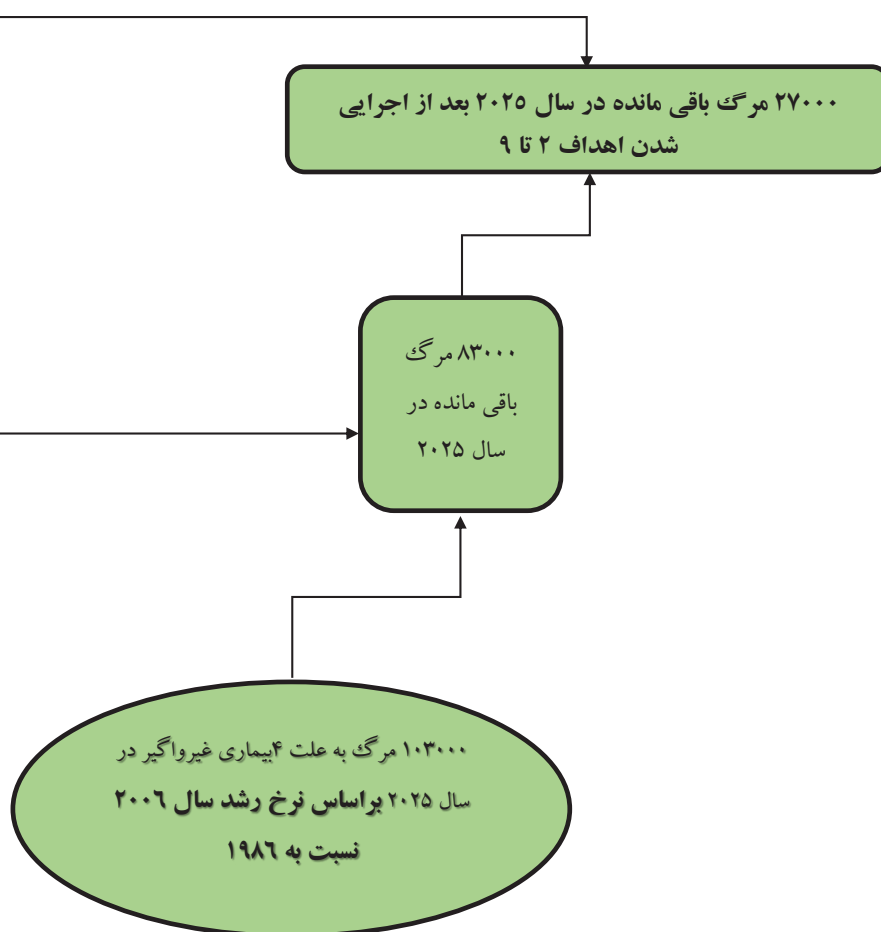 ۲۷۰۰۰ مرگ باقی مانده در سال ۲۰۲۵ بعد از اجرایی
شدن اهداف ۲ تا ۹
۸۳۰۰۰ مرگ
باقی مانده در
سال ۲۰۲۵
۱۰۳۰۰۰ مرگ به علت ۴بیماری غیرواگیر در
سال ۲۰۲۵ براساس نرخ رشد سال ۲۰۰۶
نسبت به ۱۹۸۶